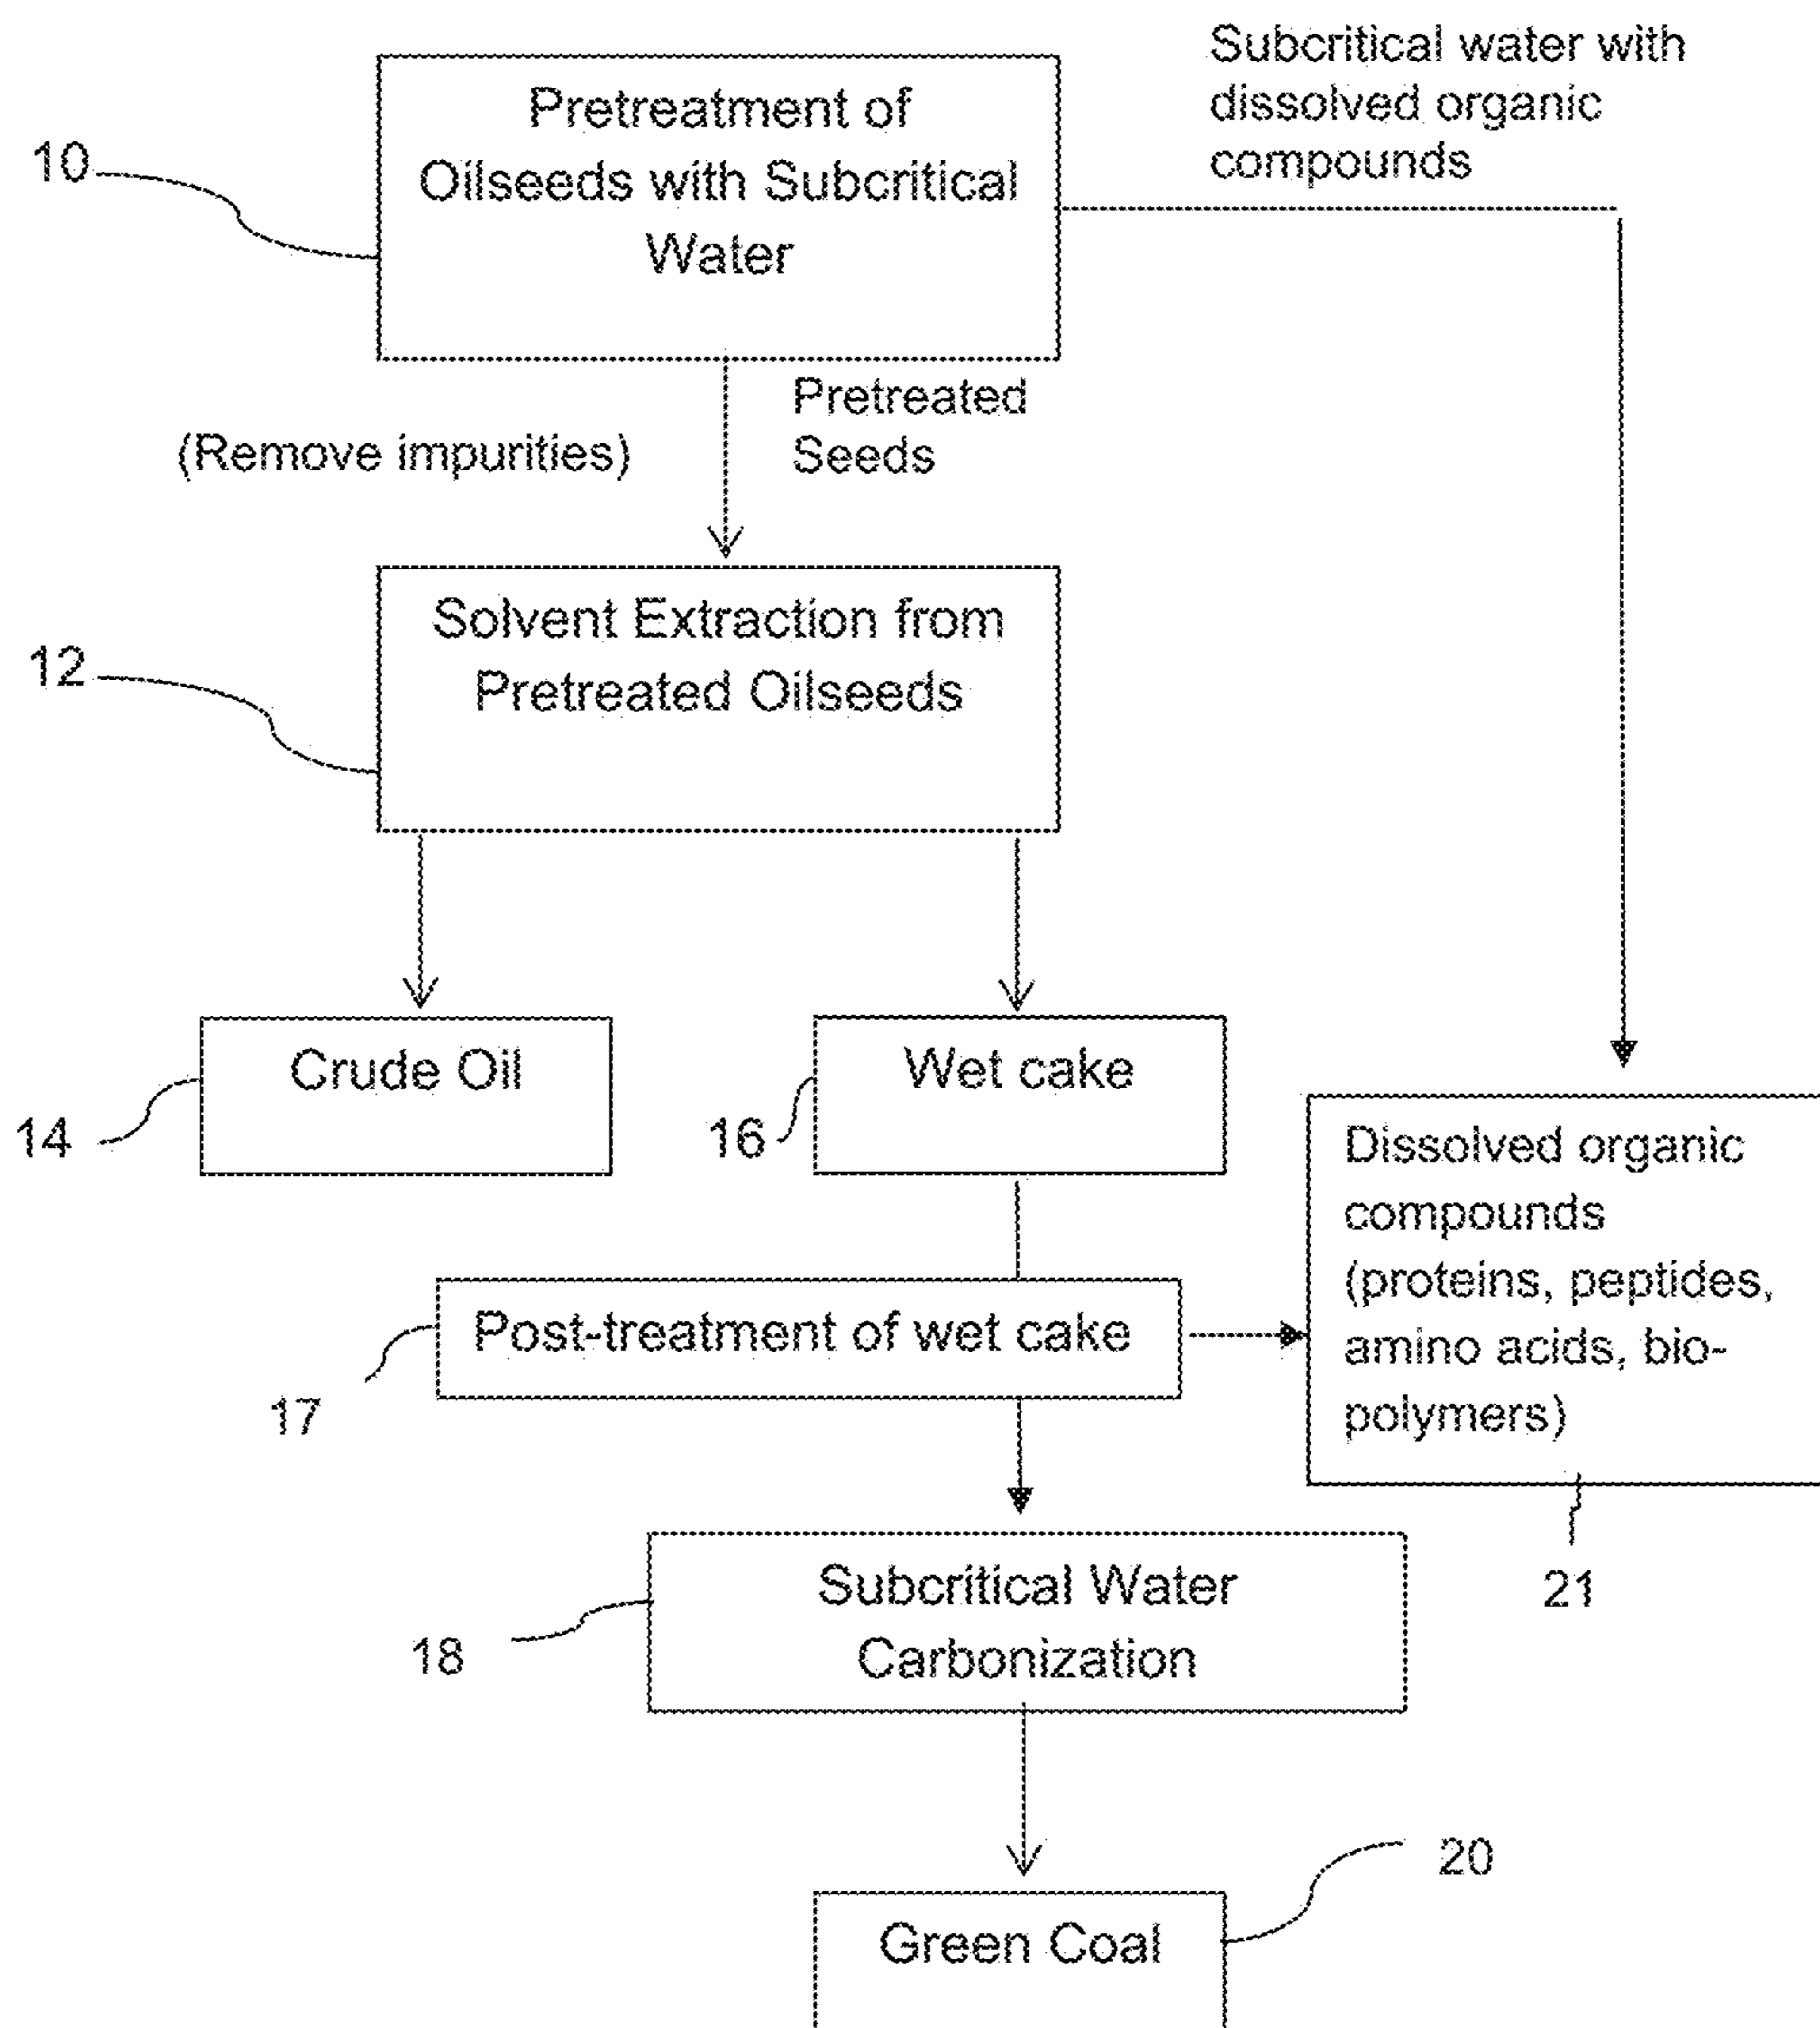 Subcritical water with
dissolved organic
compounds
Pretreatment of
Oilseeds with Subcritical
Water
10
Pretreated
Seeds
(Remove impurities)
Solvent Extraction from
Pretreated Oilseeds
12
Crude Oil
14
Wet cake
16
Dissolved organic
compounds
(proteins, peptides,
amino acids, bio-
polymers)
Post-treatment of wet cake
17
21
Subcritical Water
Carbonization
18
20
Green Coal